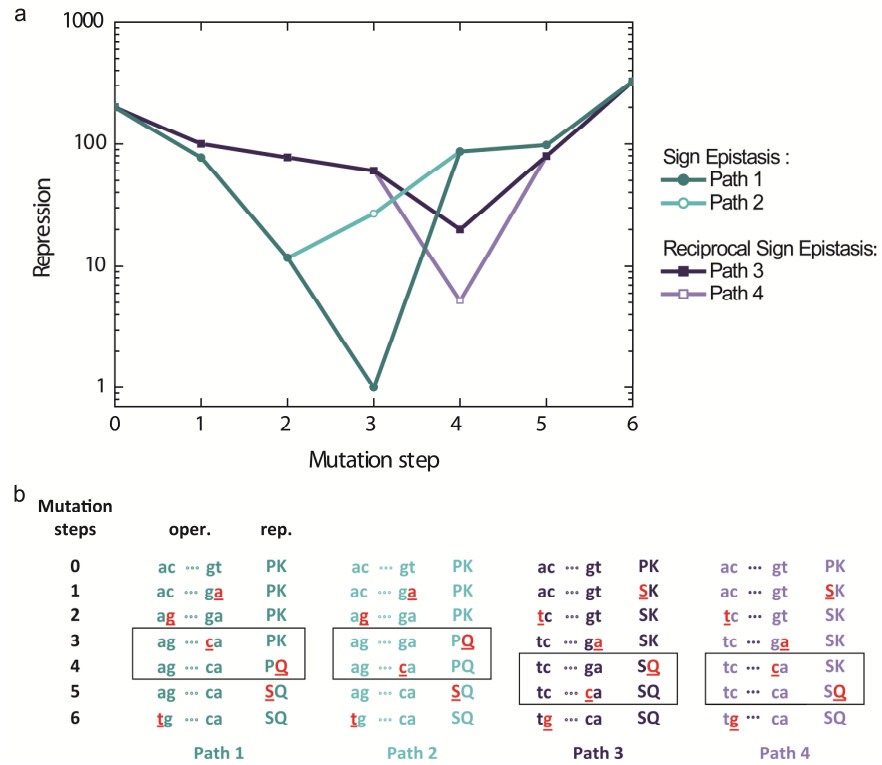 a
1000
100
10
1
Repression
0 1 2 3 4 5 6
Mutation step
Sign Epistasis :
Path 1
Path 2
Reciprocal Sign Epistasis:
Path 3
Path 4
b
Mutation
steps oper. rep.
0 ac ··· gt PK ac ··· gt PK ac ··· gt PK ac ··· gt PK
1 ac ··· ga PK ac ··· ga PK ac ··· gt SK ac ··· gt SK
2 ag ··· ga PK ag ··· ga PK tc ··· gt SK tc ··· gt SK
3 ag ··· ca PK ag ··· ga PQ tc ··· ga SK tc ··· ga SK
4 ag ··· ca PQ ag ··· ca PQ tc ··· ga SQ tc ··· ca SK
5 ag ··· ca SQ ag ··· ca SQ tc ··· ca SQ tc ··· ca SQ
6 tg ··· ca SQ tg ··· ca SQ tg ··· ca SQ tg ··· ca SQ
Path 1 Path 2 Path 3 Path 4